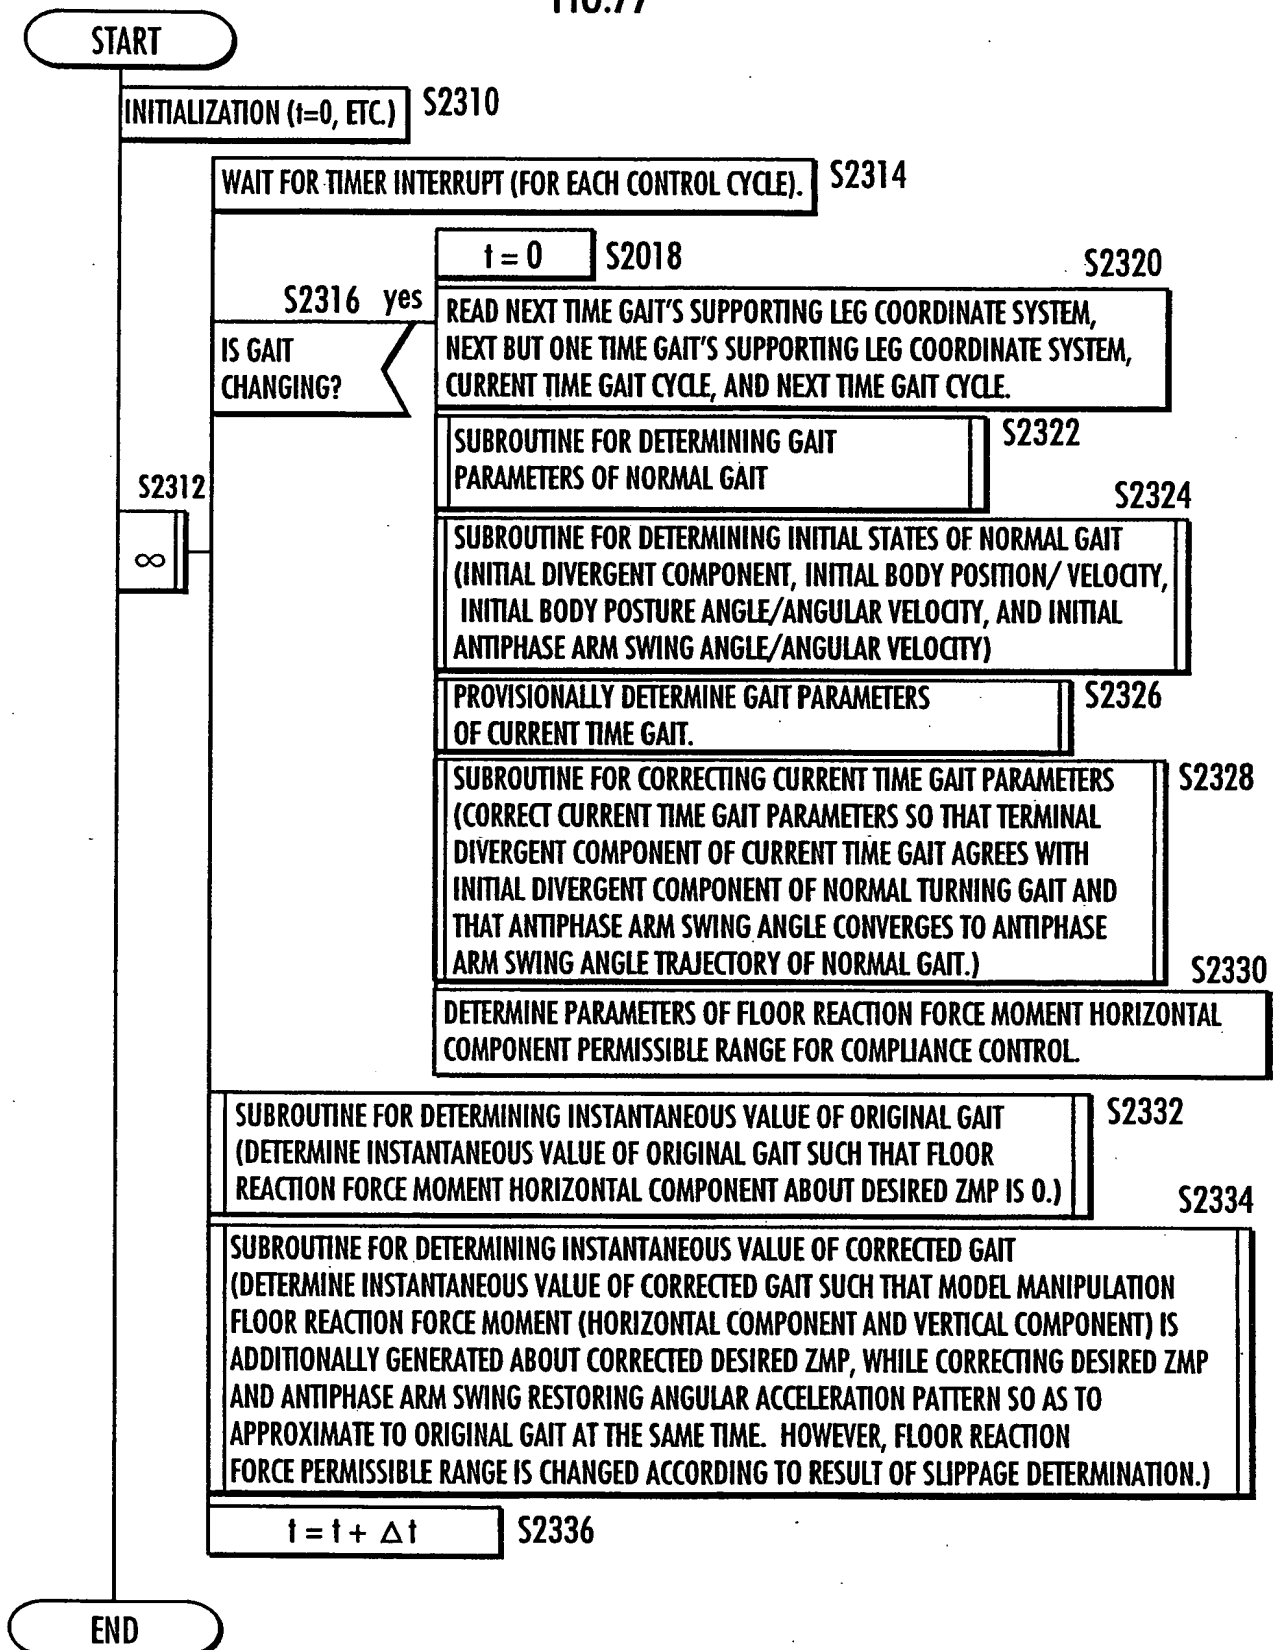 FIG.77
START
INITIALIZATION (t=0, ETC.) S2310
WAIT FOR TIMER INTERRUPT (FOR EACH CONTROL CYCLE). S2314
t = 0 S2018
S2320
S2316 yes
IS GAIT
CHANGING?
READ NEXT TIME GAIT'S SUPPORTING LEG COORDINATE SYSTEM,
NEXT BUT ONE TIME GAIT'S SUPPORTING LEG COORDINATE SYSTEM,
CURRENT TIME GAIT CYCLE, AND NEXT TIME GAIT CYCLE.
SUBROUTINE FOR DETERMINING GAIT S2322
PARAMETERS OF NORMAL GAIT
S2312
∞
S2324
SUBROUTINE FOR DETERMINING INITIAL STATES OF NORMAL GAIT
(INITIAL DIVERGENT COMPONENT, INITIAL BODY POSITION/ VELOCITY,
INITIAL BODY POSTURE ANGLE/ANGULAR VELOCITY, AND INITIAL
ANTIPHASE ARM SWING ANGLE/ANGULAR VELOCITY)
PROVISIONALLY DETERMINE GAIT PARAMETERS S2326
OF CURRENT TIME GAIT.
SUBROUTINE FOR CORRECTING CURRENT TIME GAIT PARAMETERS S2328
(CORRECT CURRENT TIME GAIT PARAMETERS SO THAT TERMINAL
DIVERGENT COMPONENT OF CURRENT TIME GAIT AGREES WITH
INITIAL DIVERGENT COMPONENT OF NORMAL TURNING GAIT AND
THAT ANTIPHASE ARM SWING ANGLE CONVERGES TO ANTIPHASE
ARM SWING ANGLE TRAJECTORY OF NORMAL GAIT.)
S2330
DETERMINE PARAMETERS OF FLOOR REACTION FORCE MOMENT HORIZONTAL
COMPONENT PERMISSIBLE RANGE FOR COMPLIANCE CONTROL.
SUBROUTINE FOR DETERMINING INSTANTANEOUS VALUE OF ORIGINAL GAIT S2332
(DETERMINE INSTANTANEOUS VALUE OF ORIGINAL GAIT SUCH THAT FLOOR
REACTION FORCE MOMENT HORIZONTAL COMPONENT ABOUT DESIRED ZMP IS 0.)
S2334
SUBROUTINE FOR DETERMINING INSTANTANEOUS VALUE OF CORRECTED GAIT
(DETERMINE INSTANTANEOUS VALUE OF CORRECTED GAIT SUCH THAT MODEL MANIPULATION
FLOOR REACTION FORCE MOMENT (HORIZONTAL COMPONENT AND VERTICAL COMPONENT) IS
ADDITIONALLY GENERATED ABOUT CORRECTED DESIRED ZMP, WHILE CORRECTING DESIRED ZMP
AND ANTIPHASE ARM SWING RESTORING ANGULAR ACCELERATION PATTERN SO AS TO
APPROXIMATE TO ORIGINAL GAIT AT THE SAME TIME. HOWEVER, FLOOR REACTION
FORCE PERMISSIBLE RANGE IS CHANGED ACCORDING TO RESULT OF SLIPPAGE DETERMINATION.)
t = t + Δt S2336
END